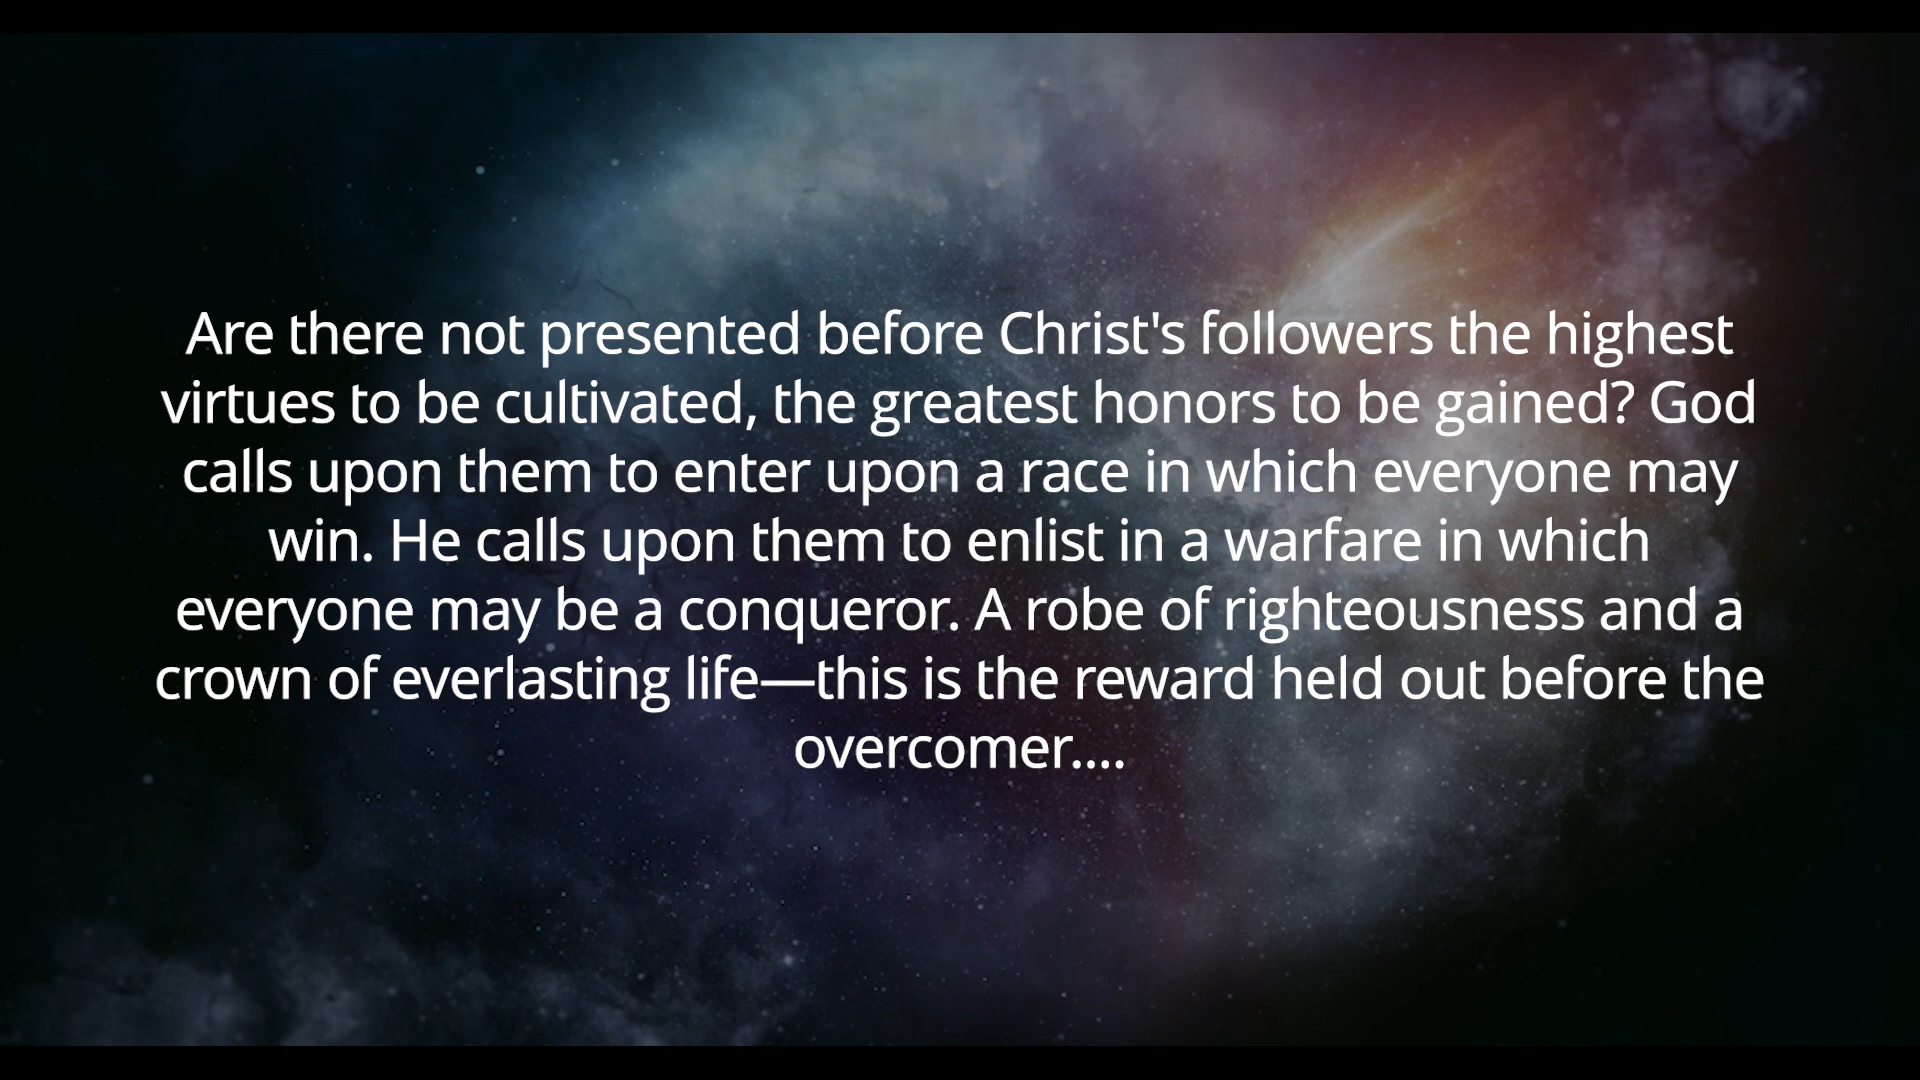 Are there not presented before Christ's followers the highest
virtues to be cultivated, the greatest honors to be gained? God
calls upon them to enter upon a race in which everyone may
win. He calls upon them to enlist in a warfare in which
everyone may be a conqueror. A robe of righteousness and a
crown of everlasting life—this is the reward held out before the
overcomer....